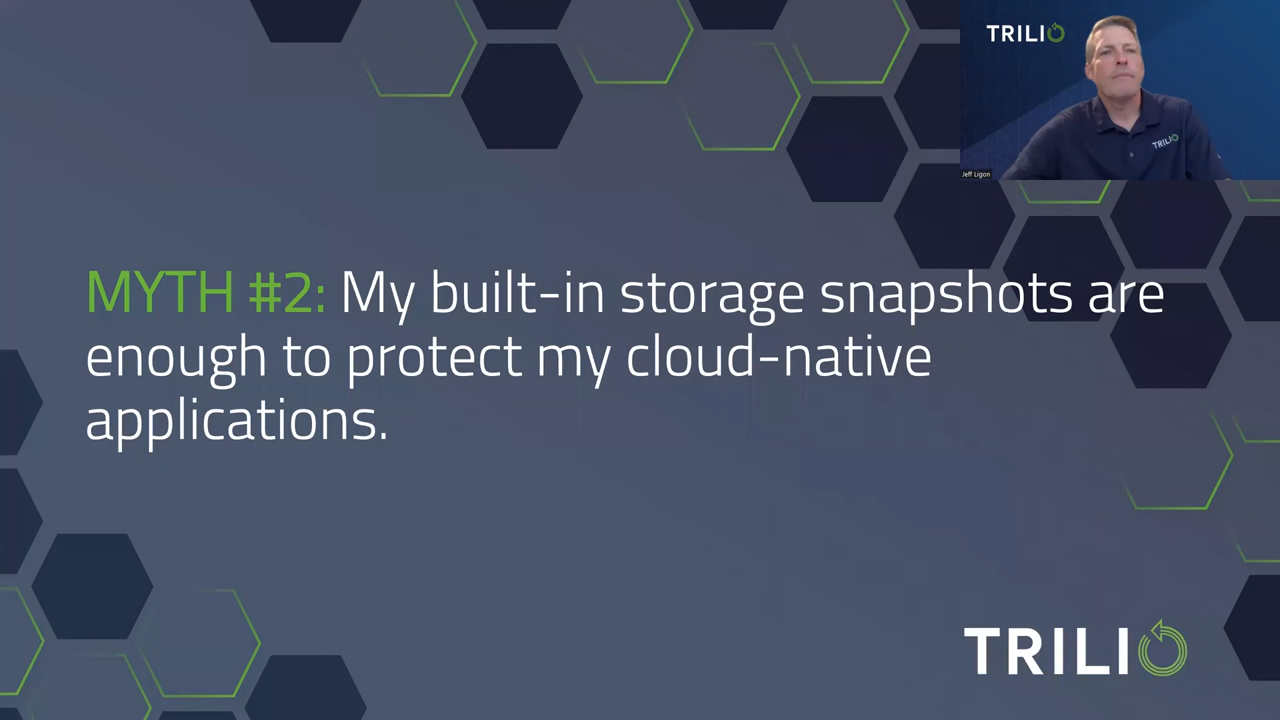 TRILIO
TRILIO
Jeff Ligon
MYTH #2: My built-in storage snapshots are
enough to protect my cloud-native
applications.
TRILIO